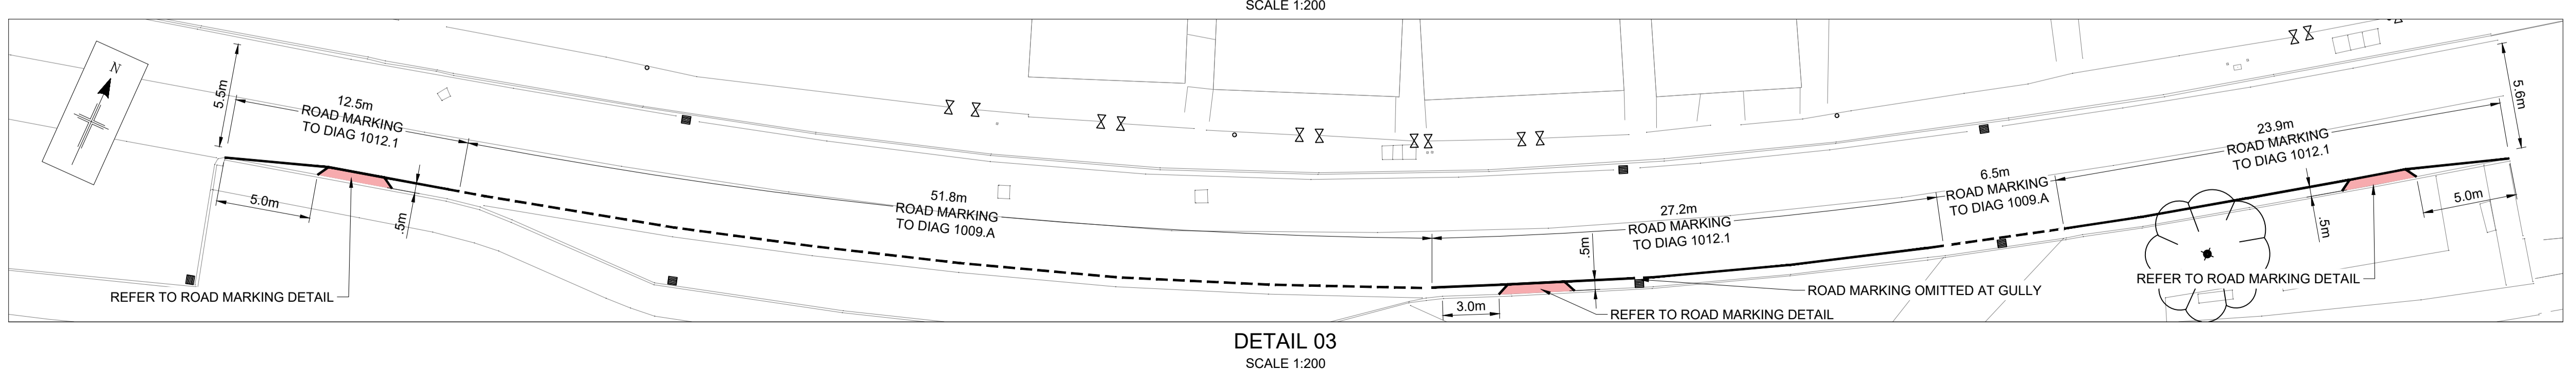 SCALE 1:200
N
5.5m
12.5m
ROAD MARKING
TO DIAG 1012.1
5.0m
.5m
REFER TO ROAD MARKING DETAIL
51.8m
ROAD MARKING
TO DIAG 1009.A
27.2m
ROAD MARKING
TO DIAG 1012.1
.5m
3.0m
ROAD MARKING OMITTED AT GULLY
REFER TO ROAD MARKING DETAIL
6.5m
ROAD MARKING
TO DIAG 1009.A
23.9m
ROAD MARKING
TO DIAG 1012.1
5.6m
.5m
5.0m
REFER TO ROAD MARKING DETAIL
DETAIL 03
SCALE 1:200